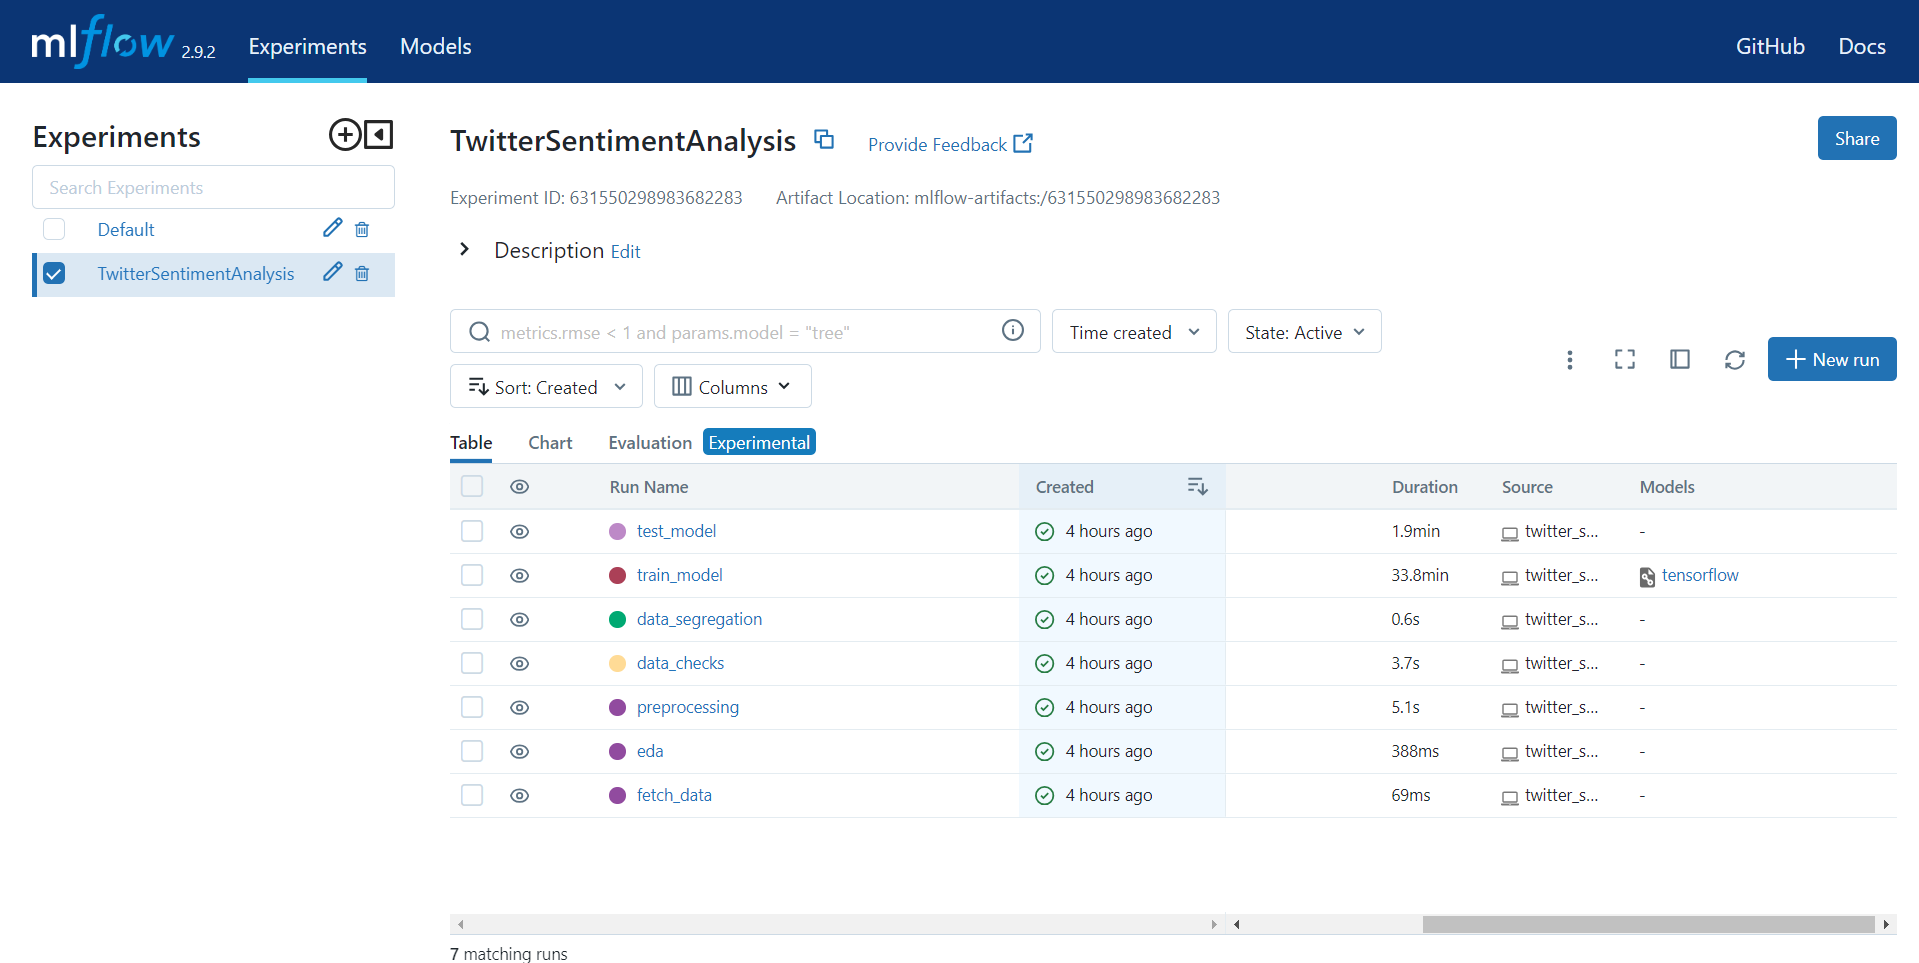 mlflow 2.9.2 Experiments Models GitHub Docs
Experiments
Search Experiments
Default
TwitterSentimentAnalysis
TwitterSentimentAnalysis Provide Feedback Share
Experiment ID: 631550298983682283 Artifact Location: mlflow-artifacts:/631550298983682283
Description Edit
metrics.rmse < 1 and params.model = "tree" Time created State: Active
Sort: Created Columns
New run
Table Chart Evaluation Experimental
Run Name Created Duration Source Models
test_model 4 hours ago 1.9min twitter_s... -
train_model 4 hours ago 33.8min twitter_s... tensorflow
data_segregation 4 hours ago 0.6s twitter_s... -
data_checks 4 hours ago 3.7s twitter_s... -
preprocessing 4 hours ago 5.1s twitter_s... -
eda 4 hours ago 388ms twitter_s... -
fetch_data 4 hours ago 69ms twitter_s... -
7 matching runs